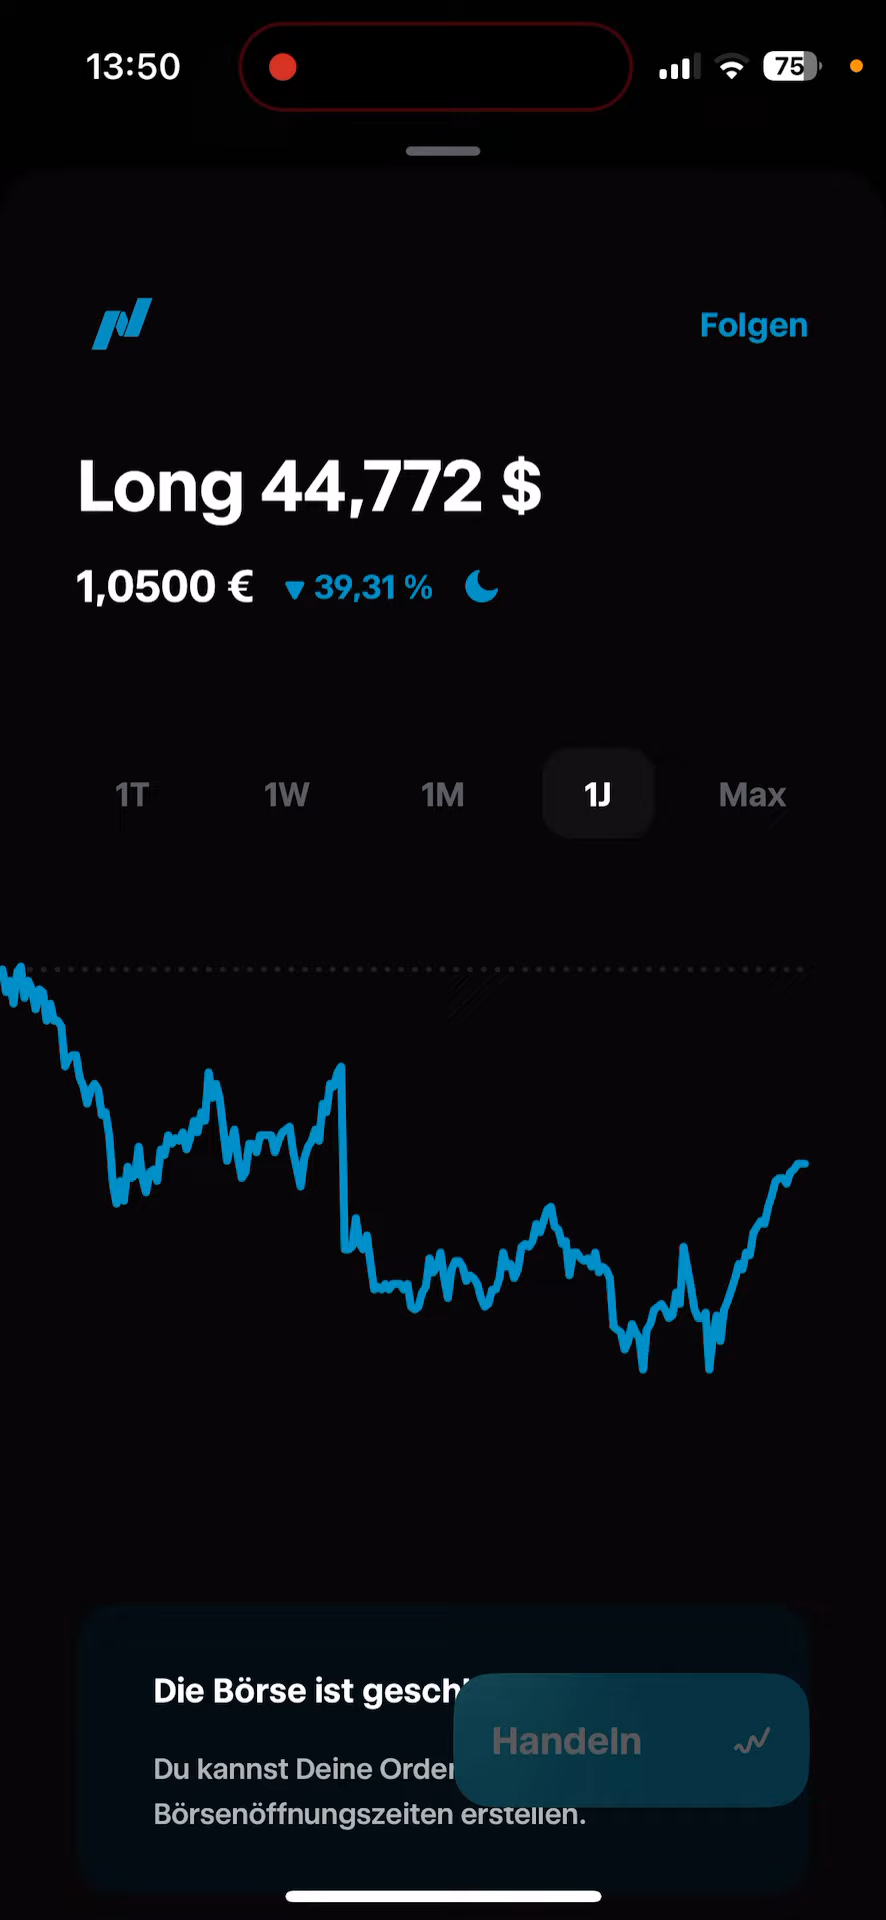 13:50
75
Folgen
Long 44,772 $
1,0500 € ▼ 39,31 %
1T 1W 1M 1J Max
Die Börse ist gesch
Handeln
Du kannst Deine Order
Börsenöffnungszeiten erstellen.